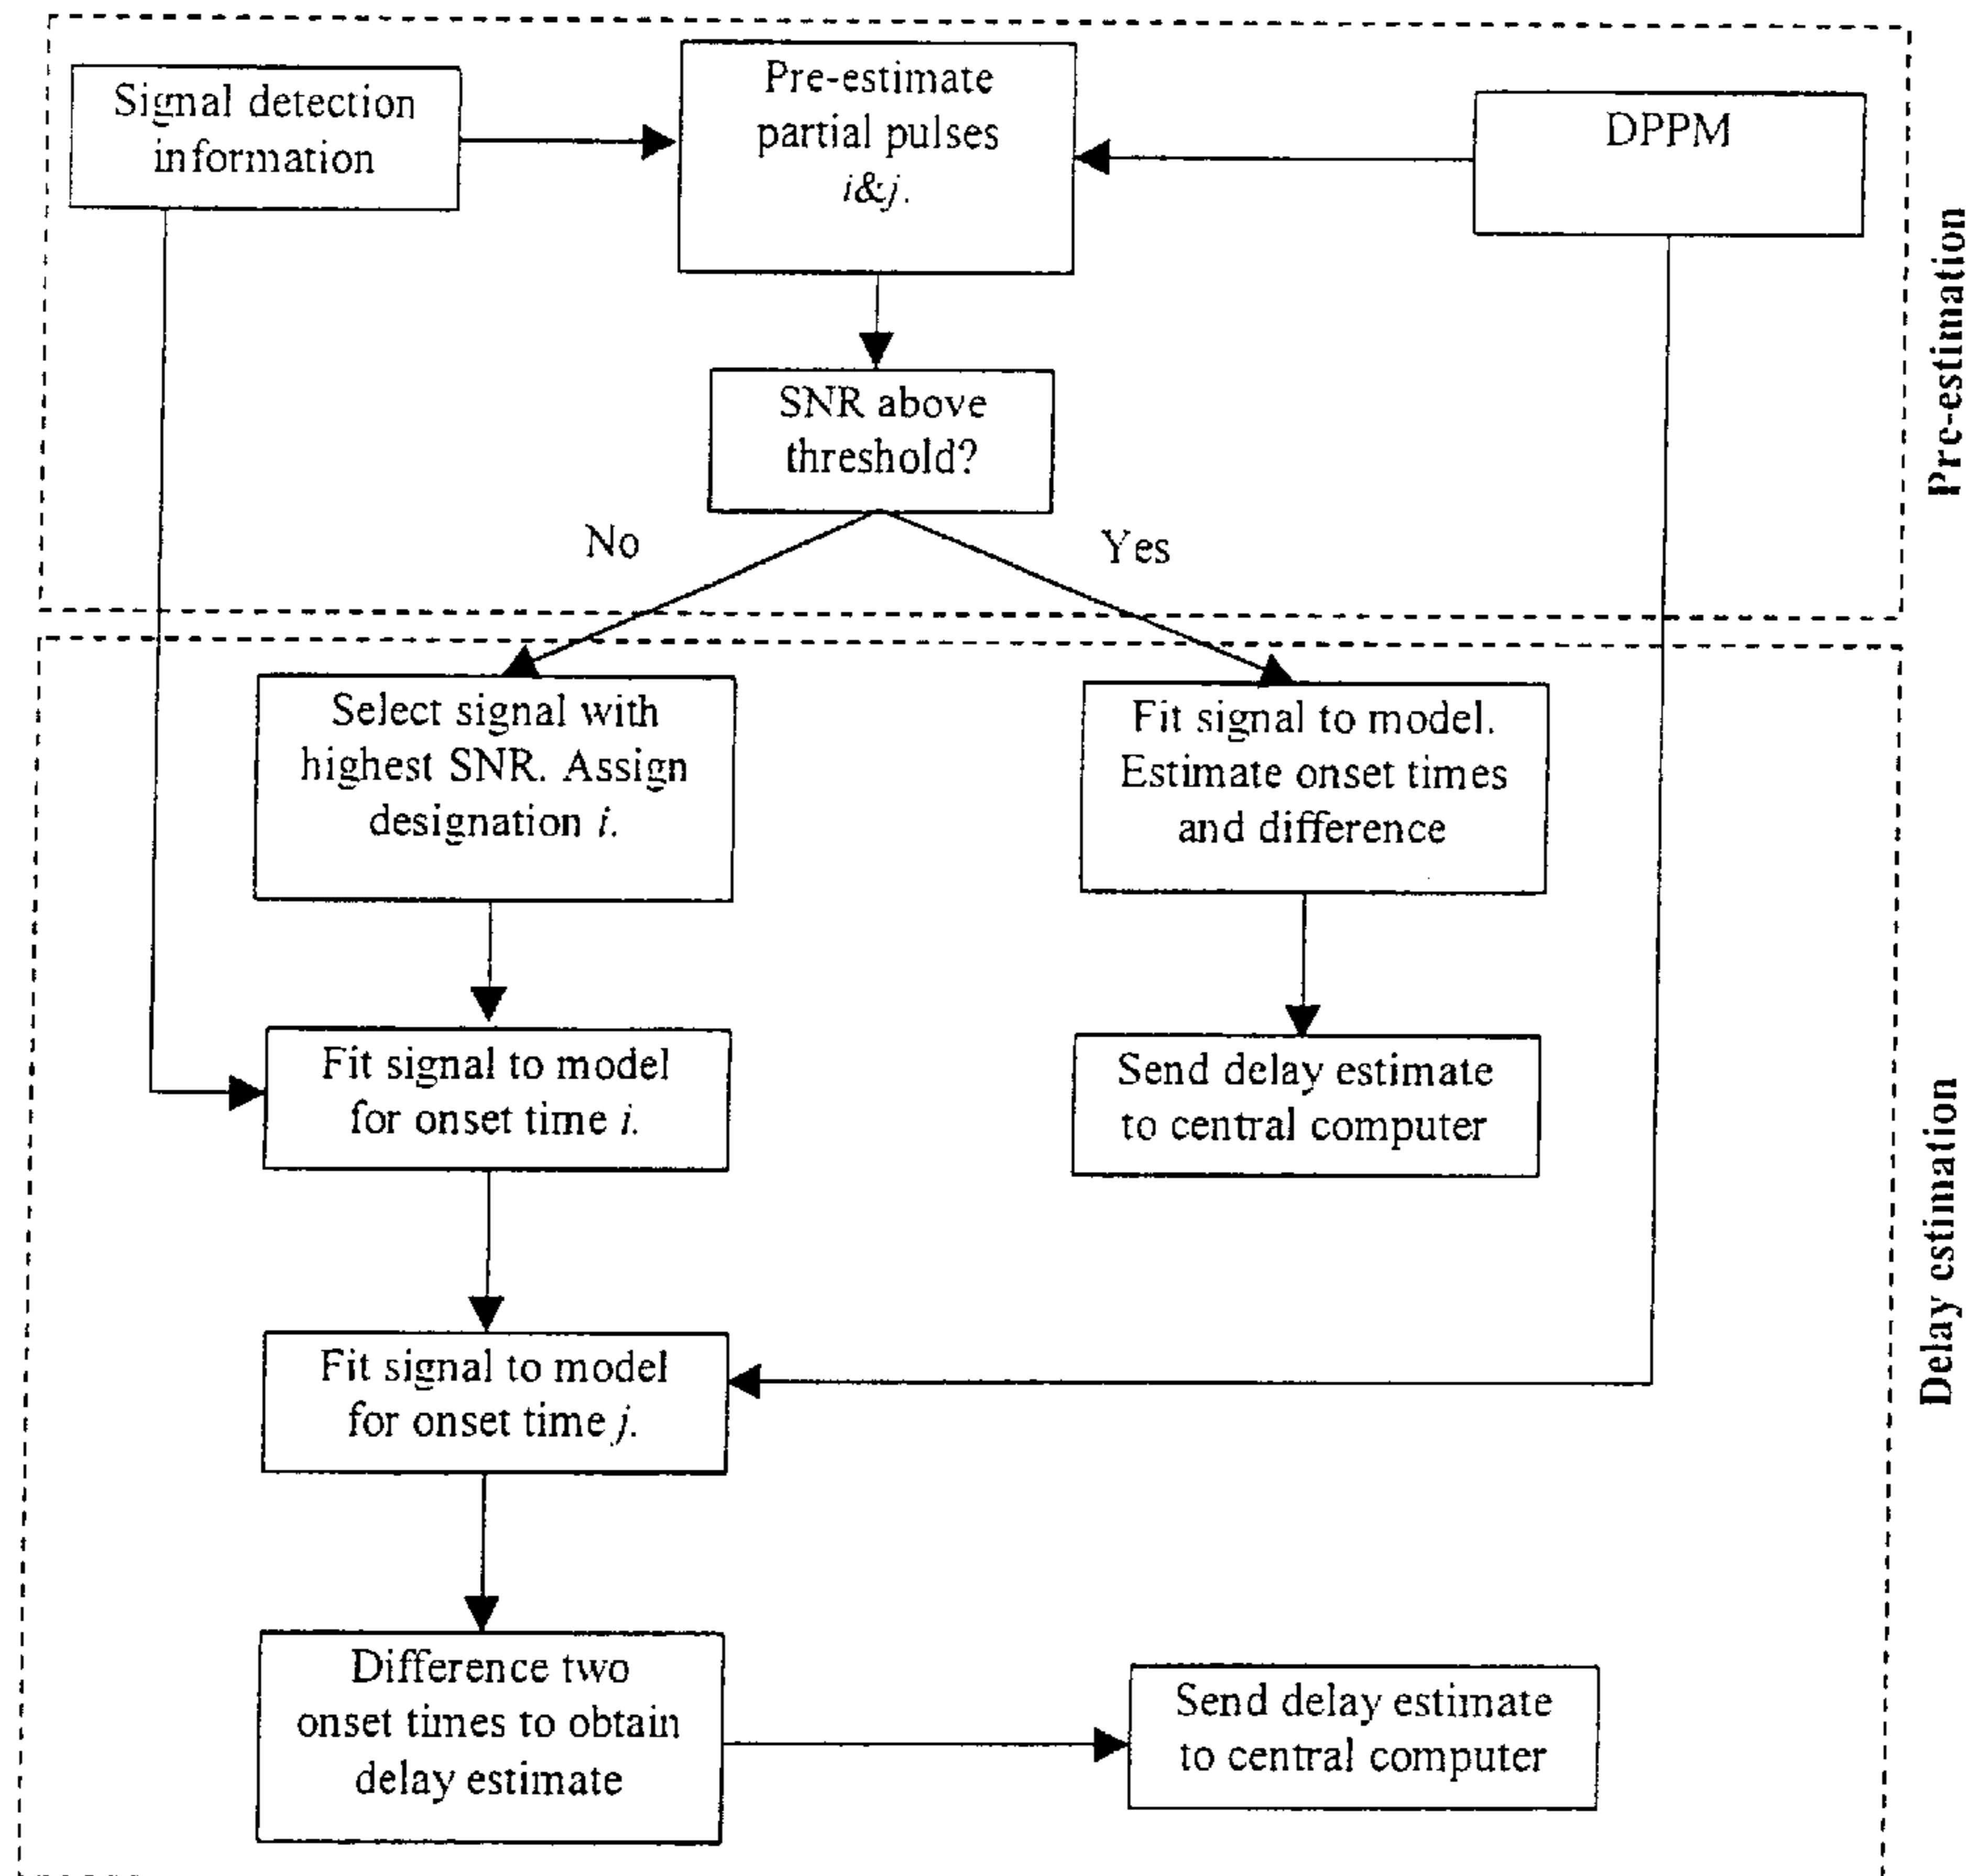 Signal detection
information
Pre-estimate
partial pulses
i&j.
DPPM
SNR above
threshold?
No
Yes
Pre-estimation
Select signal with
highest SNR. Assign
designation i.
Fit signal to model.
Estimate onset times
and difference
Fit signal to model
for onset time i.
Send delay estimate
to central computer
Fit signal to model
for onset time j.
Difference two
onset times to obtain
delay estimate
Send delay estimate
to central computer
Delay estimation